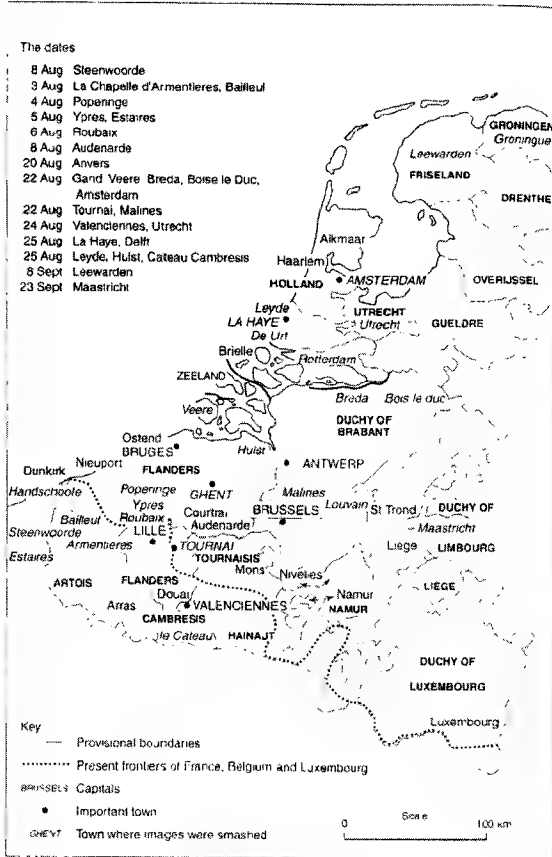 The dates
8 Aug Steenwoorde
3 Aug La Chapelle d'Armentieres, Bailleul
4 Aug Poperinge
5 Aug Ypres, Estaires
6 Aug Roubaix
8 Aug Audenarde
20 Aug Anvers
22 Aug Gand Veere Breda, Boise le Duc,
Amsterdam
22 Aug Tournai, Malines
24 Aug Valenciennes, Utrecht
25 Aug La Haye, Delft
25 Aug Leyde, Hulst, Cateau Cambresis
8 Sept Leewarden
23 Sept Maastricht
GRONINGEN
Groningue
Leewarden
FRISELAND
DRENTHE
Alkmaar
Haarlem
AMSTERDAM
HOLLAND
OVERIJSSEL
Leyde
UTRECHT
LA HAYE
Utrecht
GUELDRE
De Urt
Brielle
Rotterdam
ZEELAND
Breda
Bois le duc
Veere
DUCHY OF
BRABANT
Ostend
BRUGES
Hulst
ANTWERP
Nieuport
FLANDERS
Dunkirk
Handschoole
Poperinge
GHENT
Malines
Ypres
Courtrai
BRUSSELS
Louvain
St Trond
DUCHY OF
Bailleul
Roubaix
Audenarde
Maastricht
Steenwoorde
LILLE
Armentieres
TOURNAI
Liège
LIMBOURG
Estaires
TOURNAISIS
Mons
Nivelles
ARTOIS
FLANDERS
Namur
LIÈGE
Douai
VALENCIENNES
NAMUR
Arras
CAMBRESIS
le Cateau
HAINAJT
DUCHY OF
LUXEMBOURG
Luxembourg
Key
Provisional boundaries
Present frontiers of France, Belgium and Luxembourg
BRUSSELS Capitals
Important town
GHENT Town where images were smashed
Scale
0 100 km